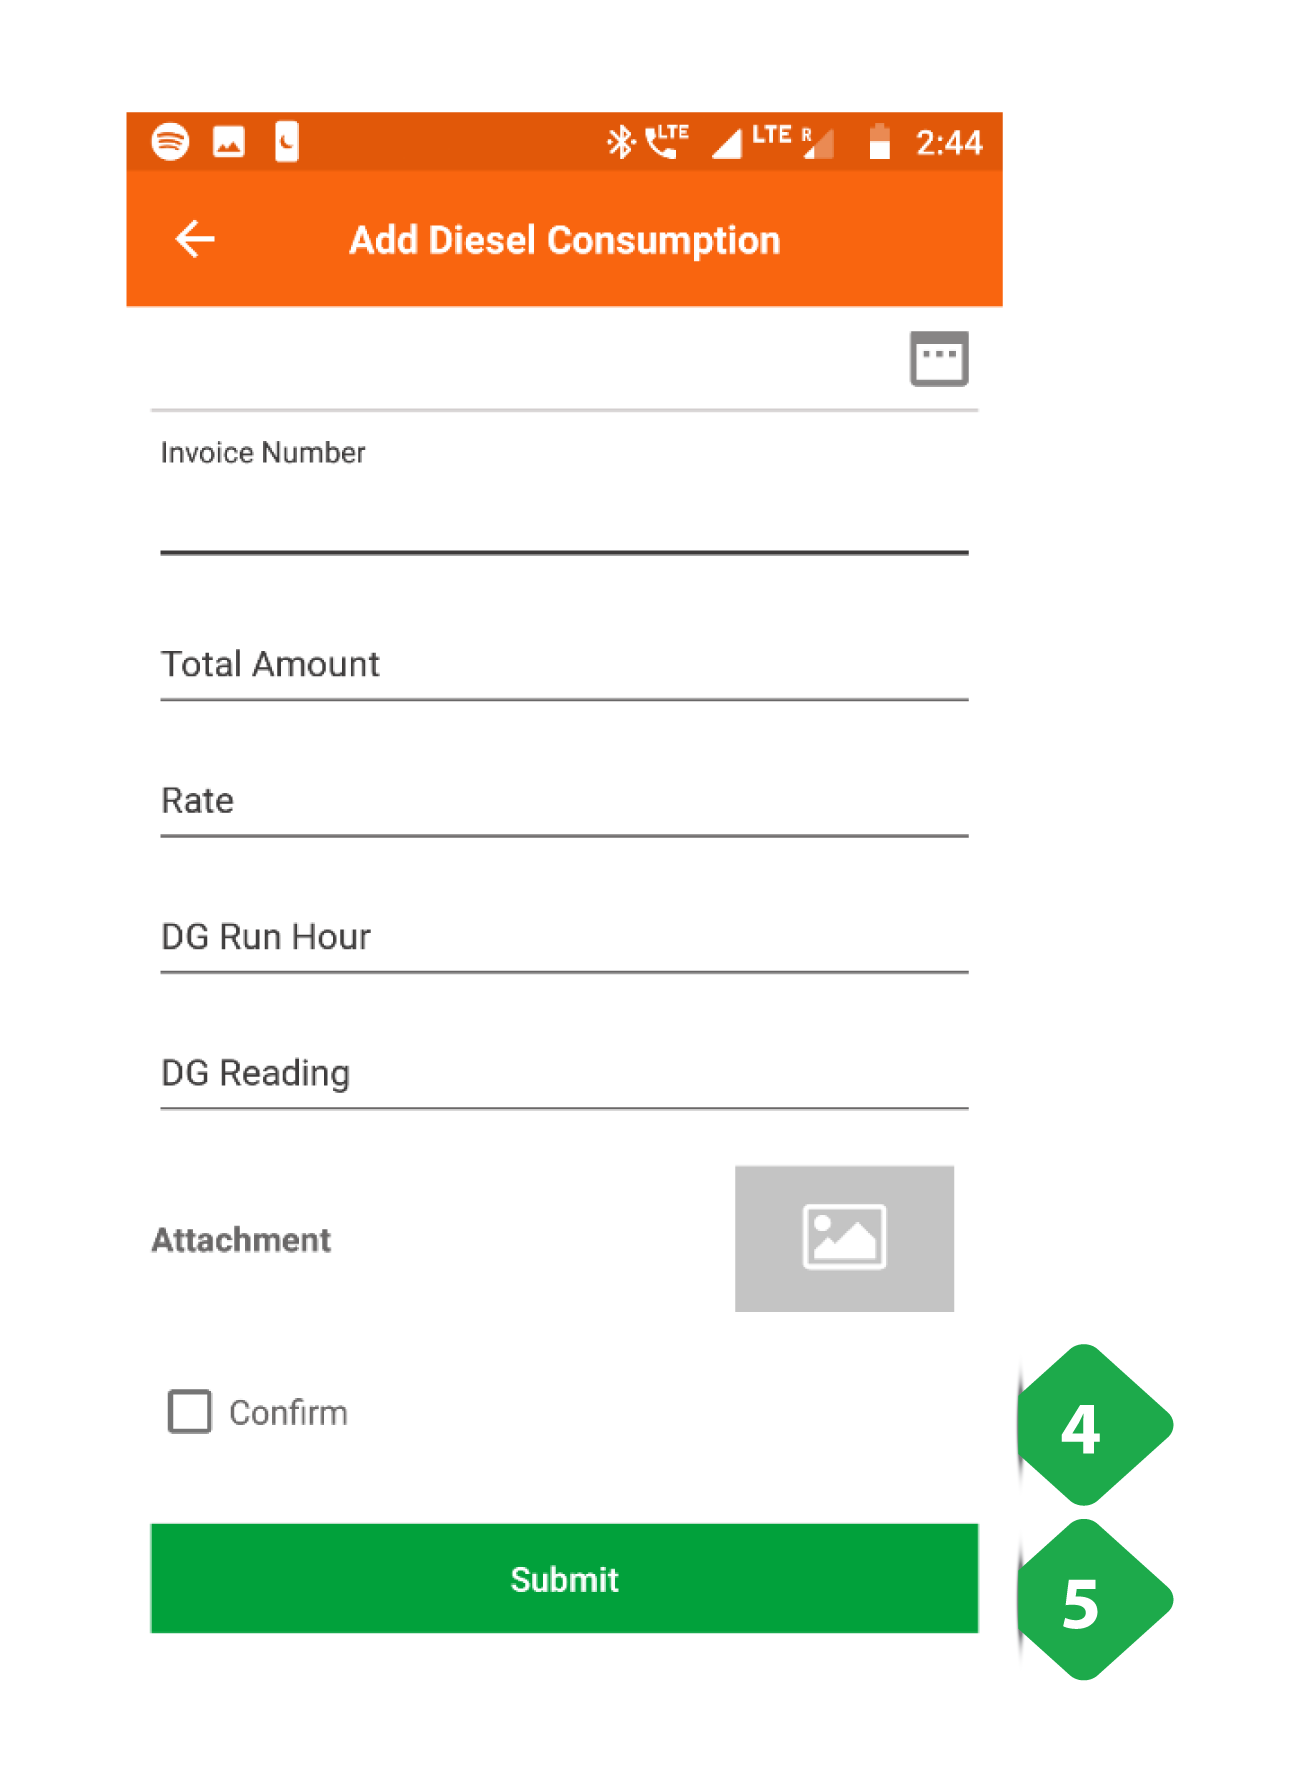 LTE LTE R 2:44
Add Diesel Consumption
Invoice Number
Total Amount
Rate
DG Run Hour
DG Reading
Attachment
Confirm
4
Submit
5